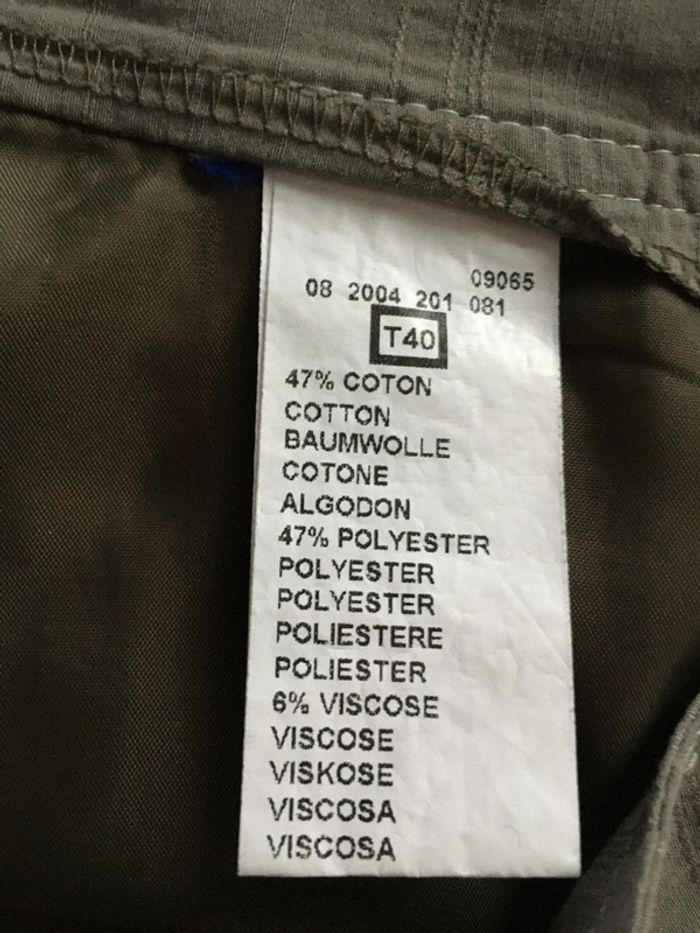 09065
08 2004 201 081
T40
47% COTON
COTTON
BAUMWOLLE
COTONE
ALGODON
47% POLYESTER
POLYESTER
POLYESTER
POLIESTERE
POLIESTER
6% VISCOSE
VISCOSE
VISKOSE
VISCOSA
VISCOSA